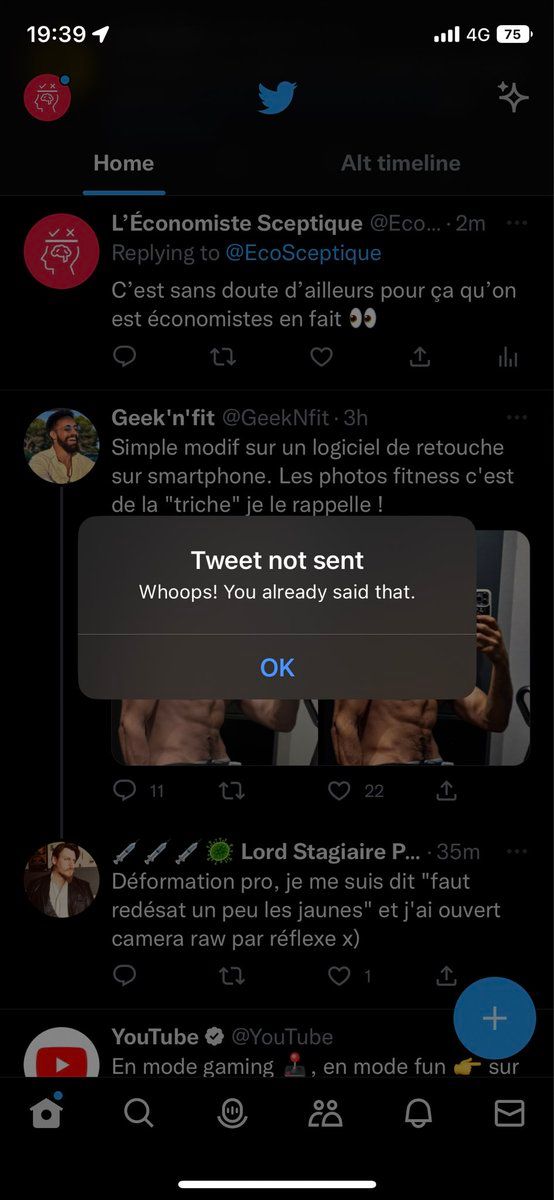 19:39
4G
75
Home
Alt timeline
L’Économiste Sceptique @Eco... · 2m
Replying to @EcoSceptique
C’est sans doute d’ailleurs pour ça qu’on
est économistes en fait 👀
Geek'n'fit @GeekNfit · 3h
Simple modif sur un logiciel de retouche
sur smartphone. Les photos fitness c'est
de la "triche" je le rappelle !
Tweet not sent
Whoops! You already said that.
OK
11
22
💉💉💉🦠 Lord Stagiaire P... · 35m
Déformation pro, je me suis dit "faut
redésat un peu les jaunes" et j'ai ouvert
camera raw par réflexe x)
1
YouTube @YouTube
En mode gaming 🕹️, en mode fun 👉 sur